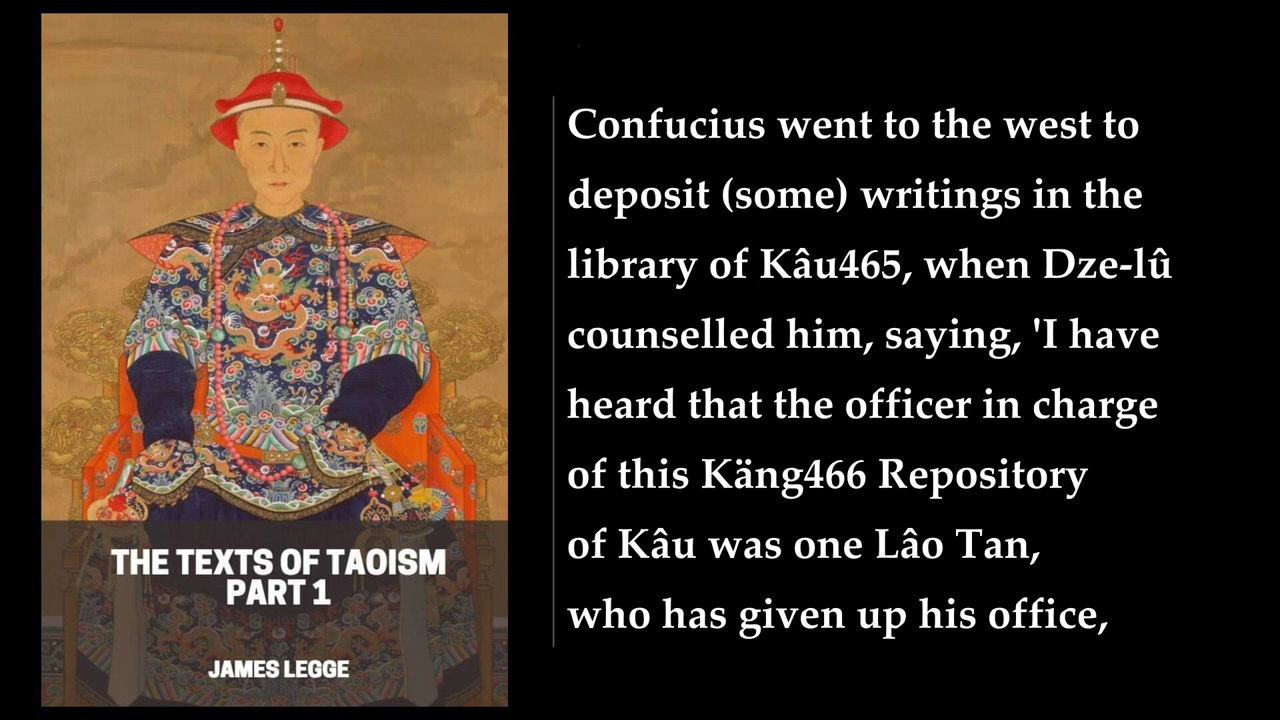 THE TEXTS OF TAOISM
PART 1
JAMES LEGGE
Confucius went to the west to
deposit (some) writings in the
library of Kâu465, when Dze-lû
counselled him, saying, 'I have
heard that the officer in charge
of this Käng466 Repository
of Kâu was one Lâo Tan,
who has given up his office,